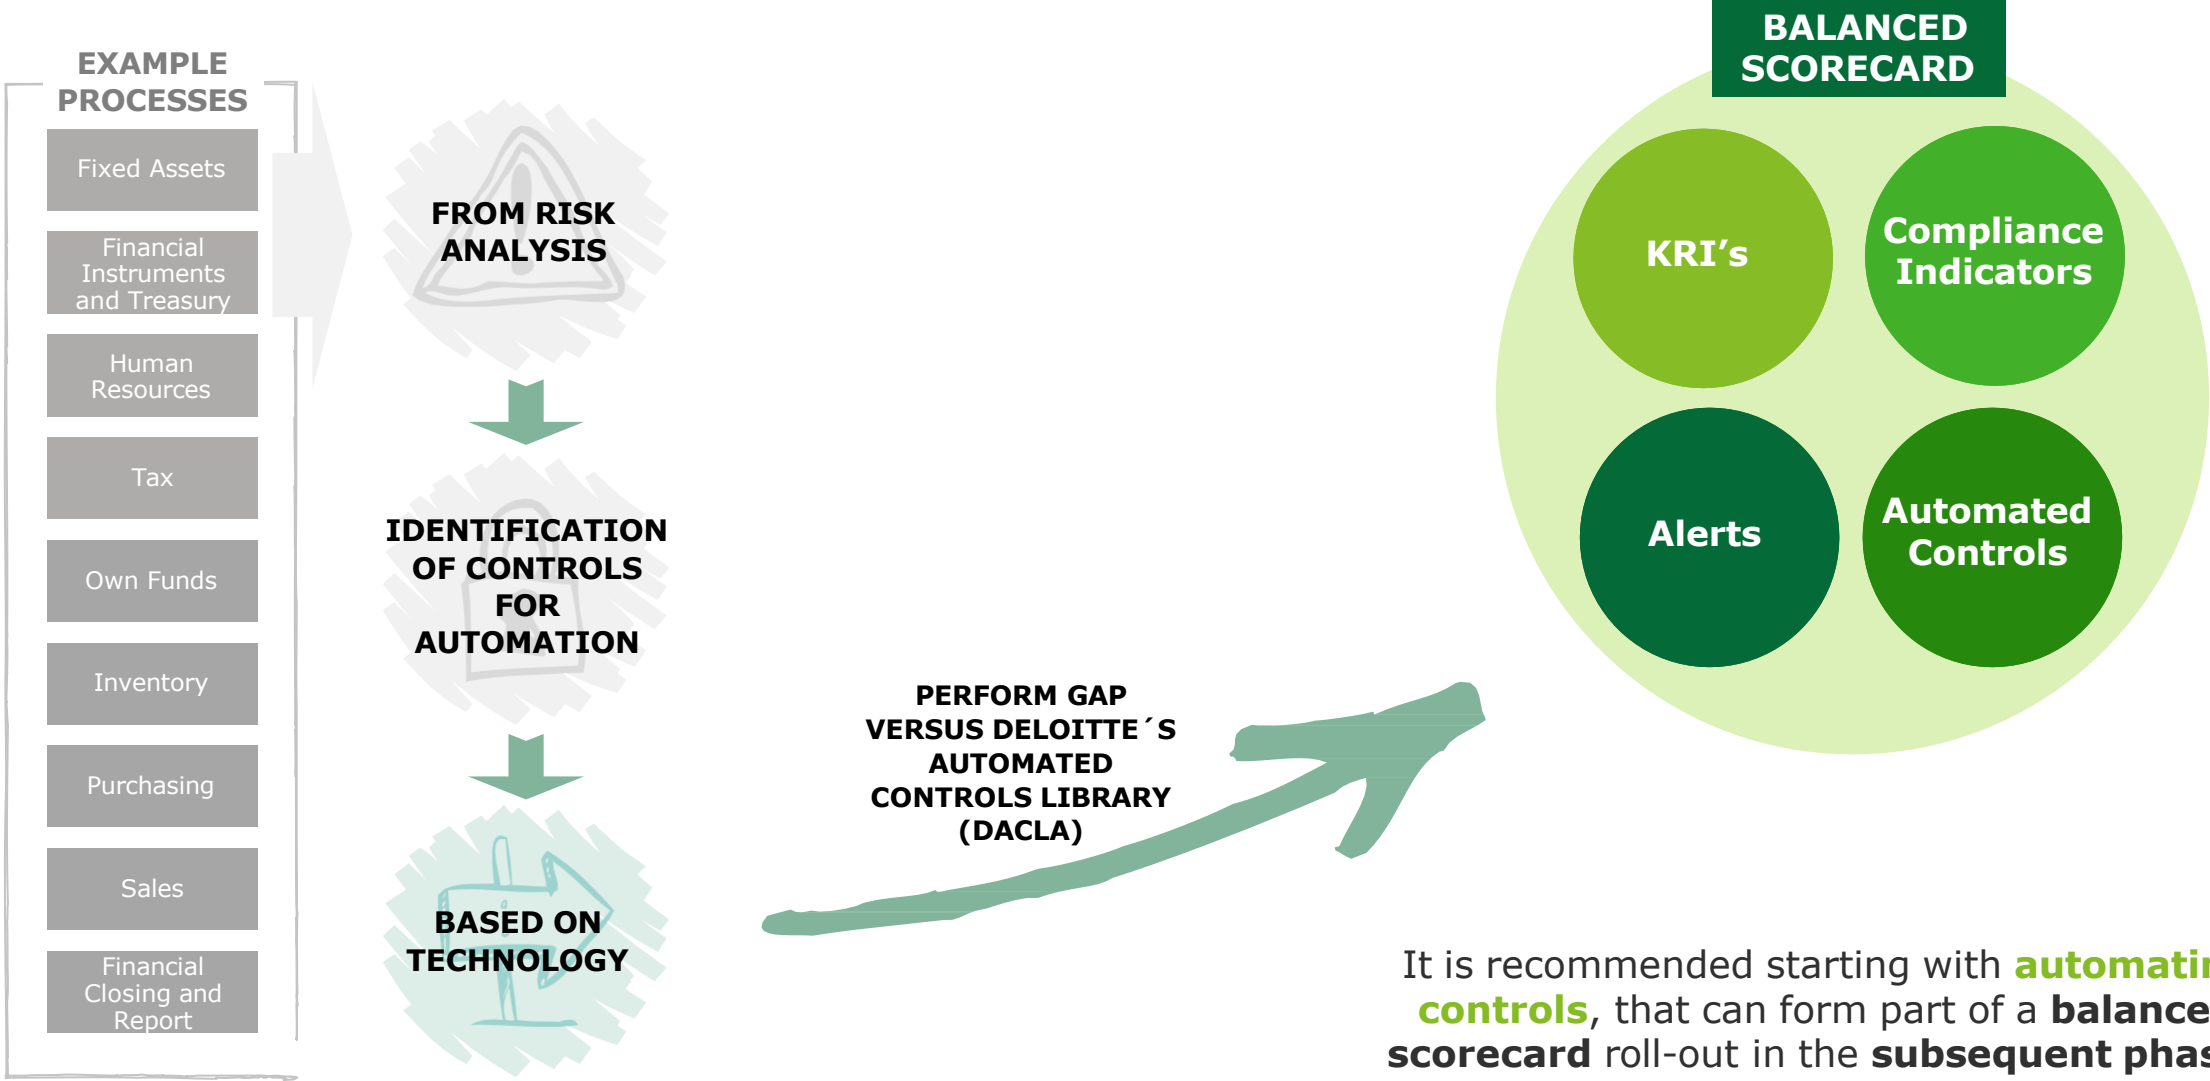 EXAMPLE
PROCESSES
Fixed Assets
Financial
Instruments
and Treasury
Human
Resources
Tax
Own Funds
Inventory
Purchasing
Sales
Financial
Closing and
Report
FROM RISK
ANALYSIS
IDENTIFICATION
OF CONTROLS
FOR
AUTOMATION
BASED ON
TECHNOLOGY
PERFORM GAP
VERSUS DELOITTE´S
AUTOMATED
CONTROLS LIBRARY
(DACLA)
BALANCED
SCORECARD
KRI’s
Compliance
Indicators
Alerts
Automated
Controls
It is recommended starting with
controls, that can form part of a
scorecard roll-out in the subsequent